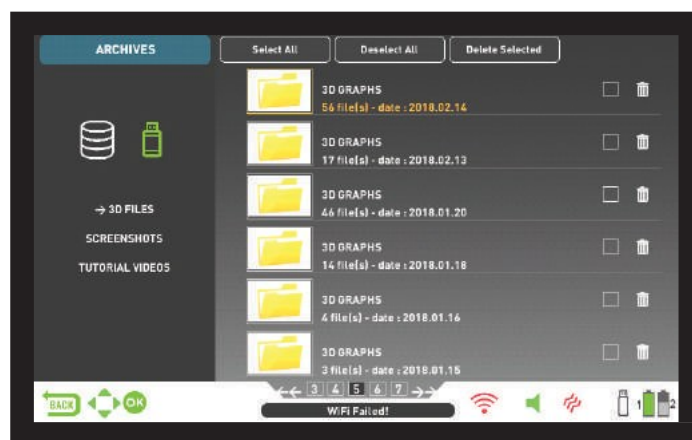 ARCHIVES
Select All
Deselect All
Delete Selected
3D GRAPHS
56 file(s) - date : 2018.02.14
3D GRAPHS
17 file(s) - date : 2018.02.13
→ 3D FILES
SCREENSHOTS
TUTORIAL VIDEOS
3D GRAPHS
46 file(s) - date : 2018.01.20
3D GRAPHS
14 file(s) - date : 2018.01.18
3D GRAPHS
4 file(s) - date : 2018.01.16
3D GRAPHS
3 file(s) - date : 2018.01.15
←← 3 4 5 6 7 →→
BACK
OK
WiFi Failed!
1
2